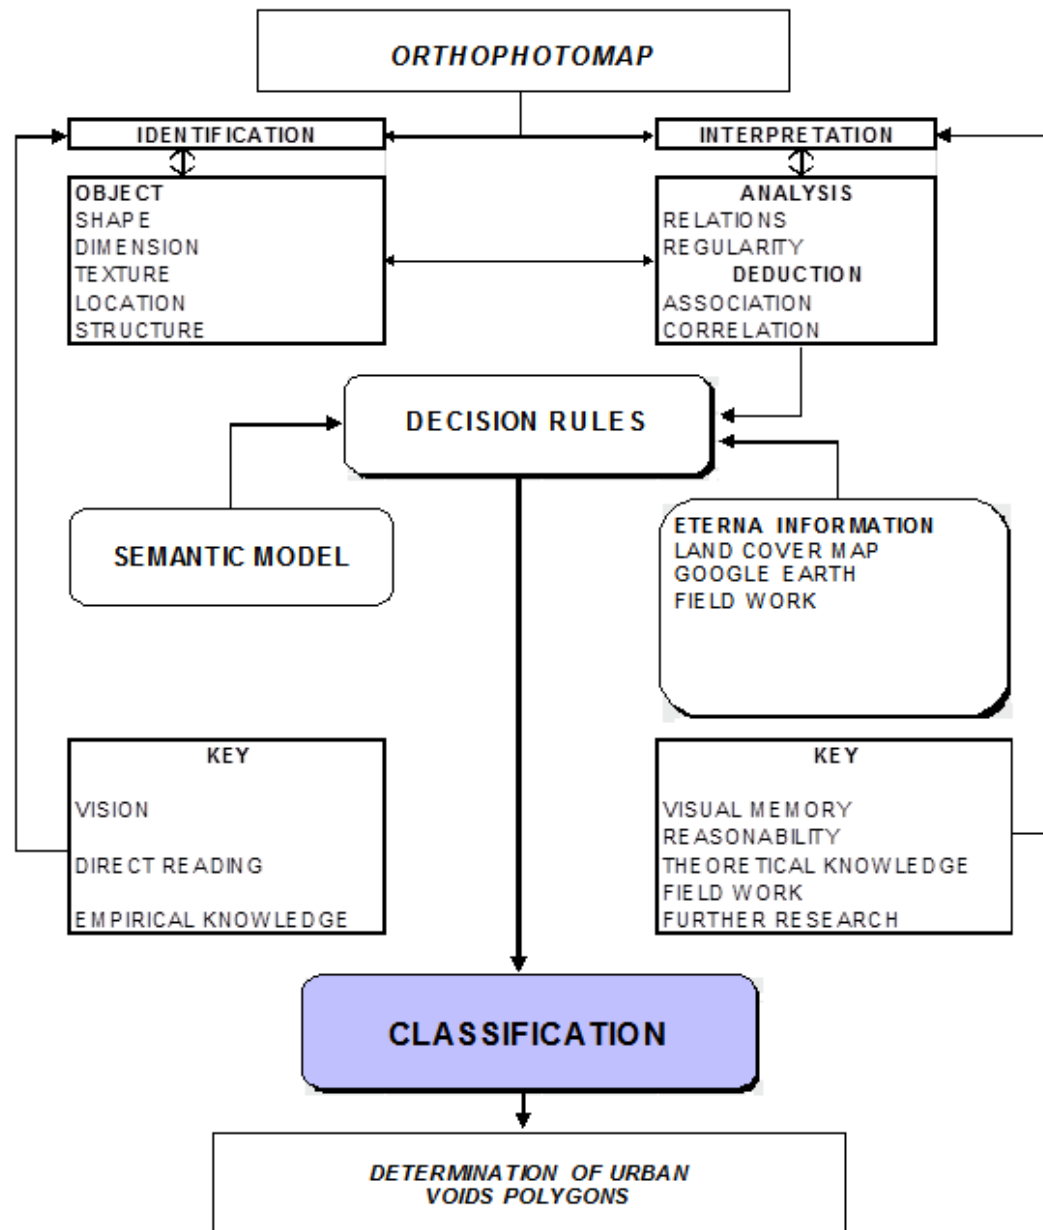 ORTHOPHOTOMAP
IDENTIFICATION
INTERPRETATION
OBJECT
SHAPE
DIMENSION
TEXTURE
LOCATION
STRUCTURE
ANALYSIS
RELATIONS
REGULARITY
DEDUCTION
ASSOCIATION
CORRELATION
DECISION RULES
SEMANTIC MODEL
ETERNA INFORMATION
LAND COVER MAP
GOOGLE EARTH
FIELD WORK
KEY
VISION
DIRECT READING
EMPIRICAL KNOWLEDGE
KEY
VISUAL MEMORY
REASONABILITY
THEORETICAL KNOWLEDGE
FIELD WORK
FURTHER RESEARCH
CLASSIFICATION
DETERMINATION OF URBAN
VOIDS POLYGONS